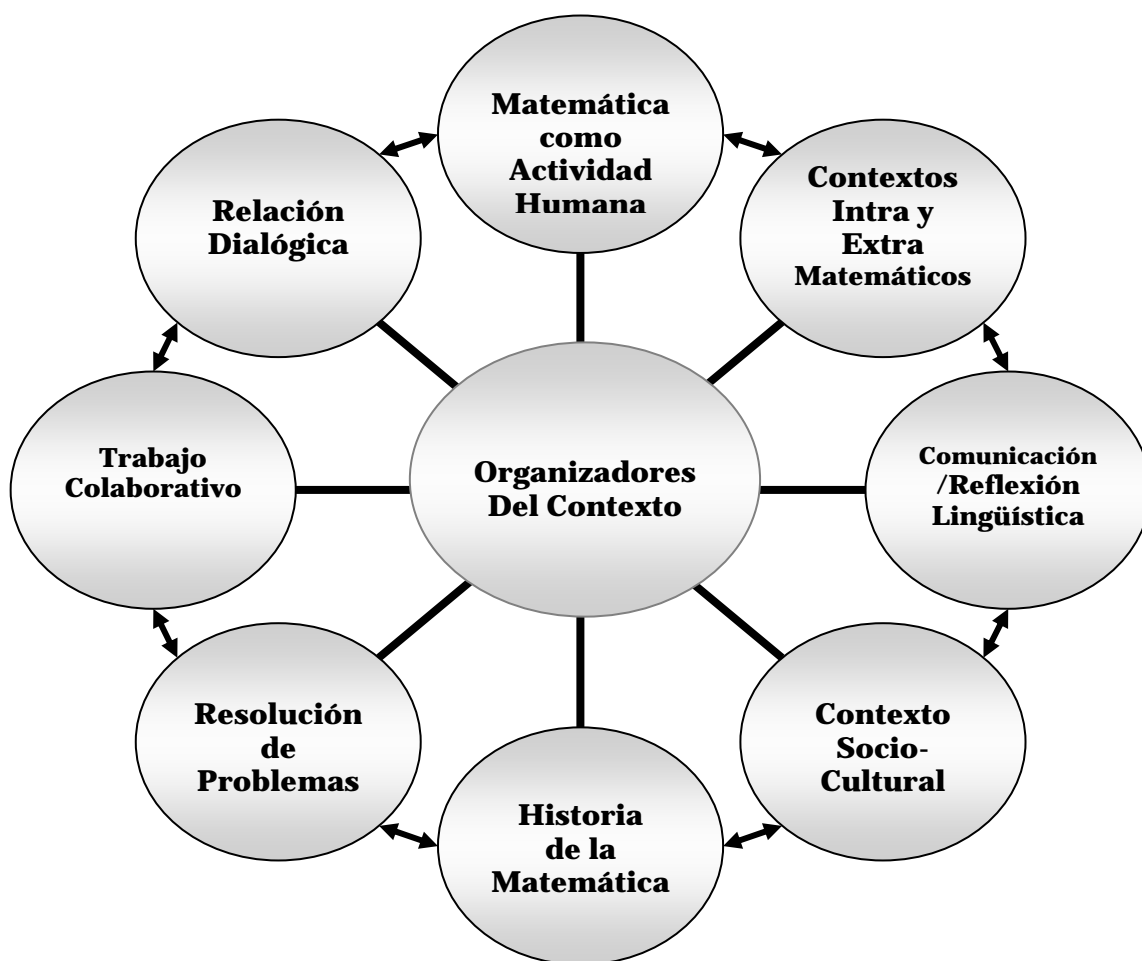 Matemática
como
Actividad
Humana
Contextos
Intra y
Extra
Matemáticos
Relación
Dialógica
Trabajo
Colaborativo
Organizadores
Del Contexto
Comunicación
/Reflexión
Lingüística
Resolución
de
Problemas
Contexto
Socio-
Cultural
Historia
de la
Matemática